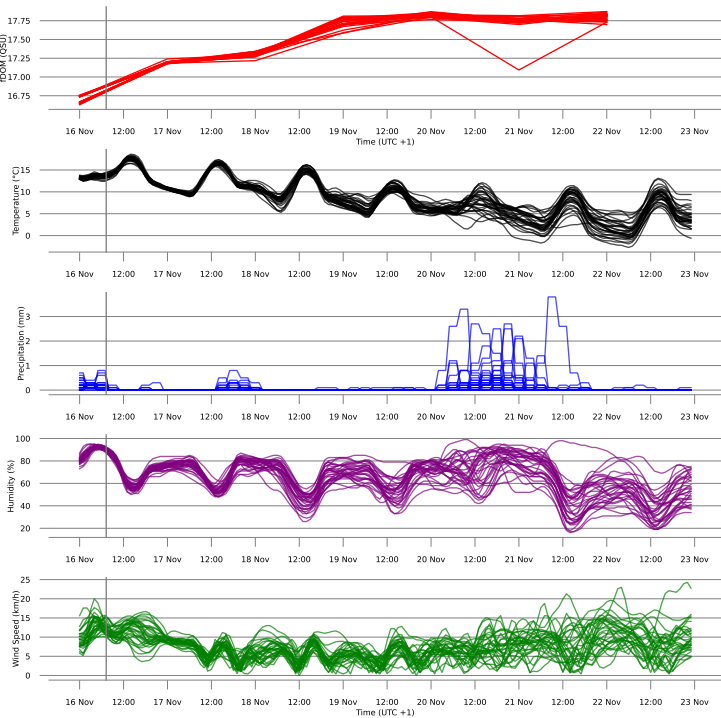 17.75
17.50
17.25
17.00
16.75
fDOM (QSU)
16 Nov 12:00 17 Nov 12:00 18 Nov 12:00 19 Nov 12:00 20 Nov 12:00 21 Nov 12:00 22 Nov 12:00 23 Nov
Time (UTC +1)
15
10
5
0
Temperature (°C)
16 Nov 12:00 17 Nov 12:00 18 Nov 12:00 19 Nov 12:00 20 Nov 12:00 21 Nov 12:00 22 Nov 12:00 23 Nov
3
2
1
0
Precipitation (mm)
16 Nov 12:00 17 Nov 12:00 18 Nov 12:00 19 Nov 12:00 20 Nov 12:00 21 Nov 12:00 22 Nov 12:00 23 Nov
100
80
60
40
20
Humidity (%)
16 Nov 12:00 17 Nov 12:00 18 Nov 12:00 19 Nov 12:00 20 Nov 12:00 21 Nov 12:00 22 Nov 12:00 23 Nov
25
20
15
10
5
0
Wind Speed (km/h)
16 Nov 12:00 17 Nov 12:00 18 Nov 12:00 19 Nov 12:00 20 Nov 12:00 21 Nov 12:00 22 Nov 12:00 23 Nov
Time (UTC +1)